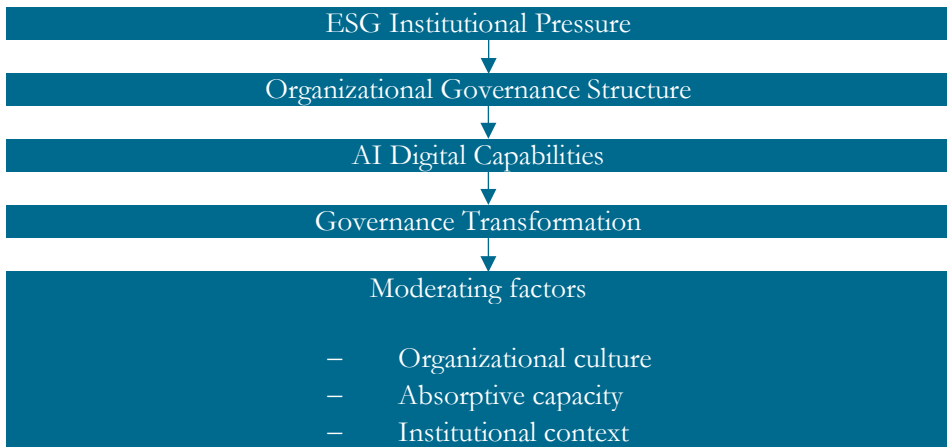 ESG Institutional Pressure
Organizational Governance Structure
AI Digital Capabilities
Governance Transformation
Moderating factors
– Organizational culture
– Absorptive capacity
– Institutional context